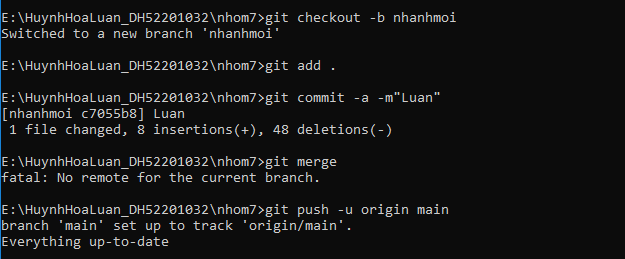 E:\HuynhHoaLuan_DH52201032\nhom7>git checkout -b nhanhmoi
Switched to a new branch 'nhanhmoi'
E:\HuynhHoaLuan_DH52201032\nhom7>git add .
E:\HuynhHoaLuan_DH52201032\nhom7>git commit -a -m"Luan"
[nhanhmoi c7055b8] Luan
1 file changed, 8 insertions(+), 48 deletions(-)
E:\HuynhHoaLuan_DH52201032\nhom7>git merge
fatal: No remote for the current branch.
E:\HuynhHoaLuan_DH52201032\nhom7>git push -u origin main
branch 'main' set up to track 'origin/main'.
Everything up-to-date